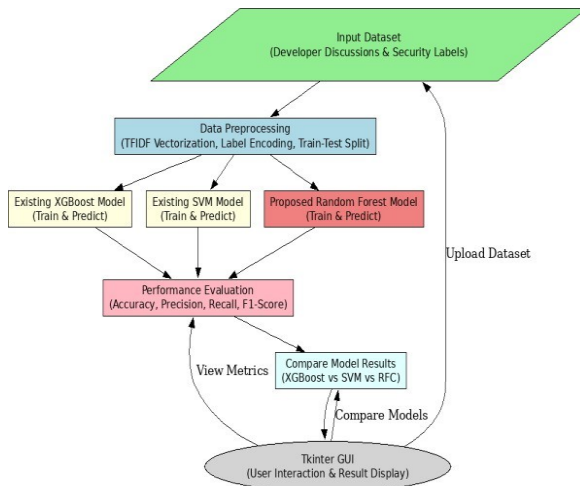 Input Dataset
(Developer Discussions & Security Labels)
Data Preprocessing
(TFIDF Vectorization, Label Encoding, Train-Test Split)
Existing XGBoost Model
(Train & Predict)
Existing SVM Model
(Train & Predict)
Proposed Random Forest Model
(Train & Predict)
Upload Dataset
Performance Evaluation
(Accuracy, Precision, Recall, F1-Score)
View Metrics
Compare Model Results
(XGBoost vs SVM vs RFC)
Compare Models
Tkinter GUI
(User Interaction & Result Display)